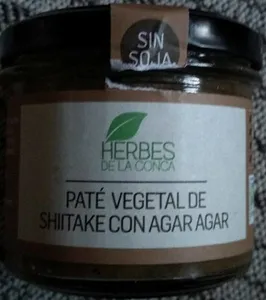 SIN
SOJA
HERBES
DE LA CONCA
PATÉ VEGETAL DE
SHIITAKE CON AGAR AGAR